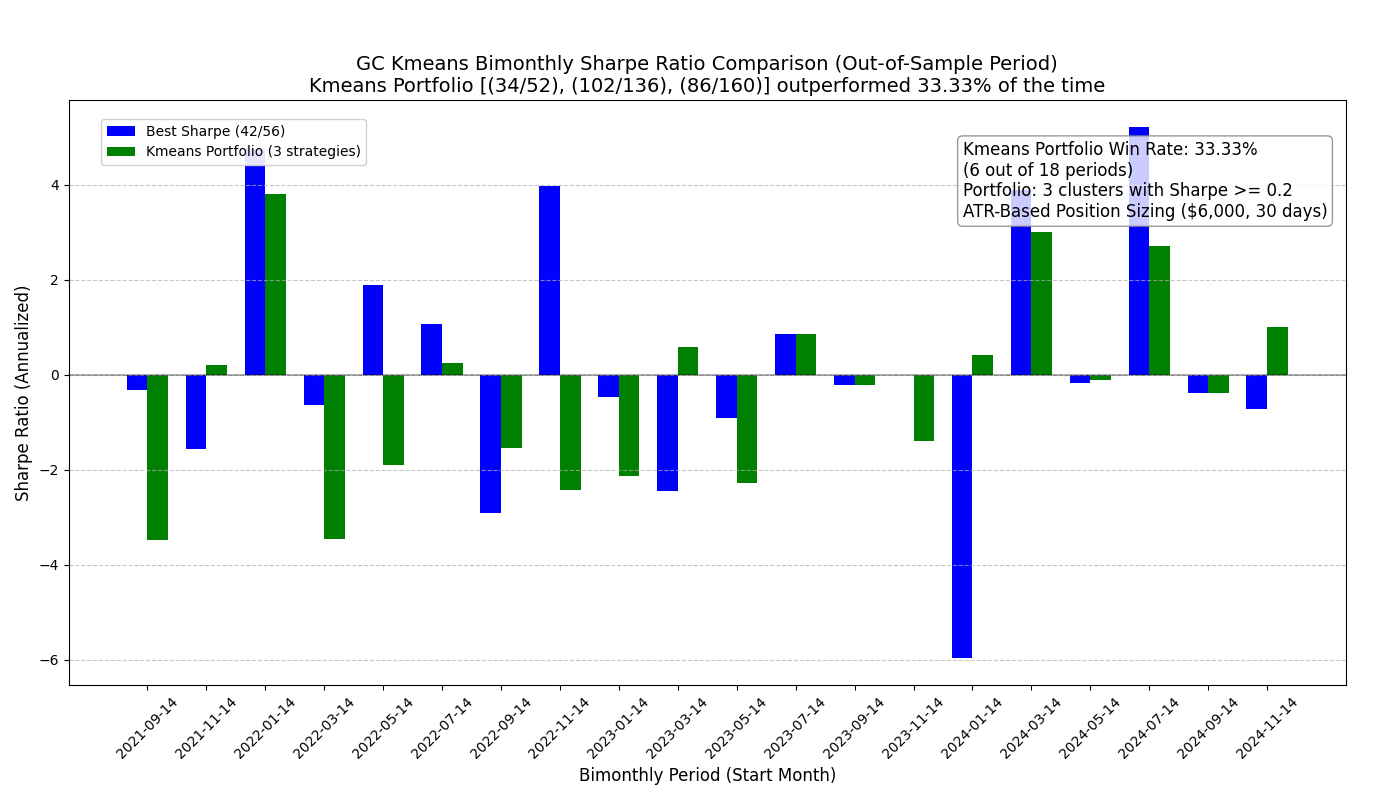 GC Kmeans Bimonthly Sharpe Ratio Comparison (Out-of-Sample Period)
Kmeans Portfolio [(34/52), (102/136), (86/160)] outperformed 33.33% of the time
Best Sharpe (42/56)
Kmeans Portfolio (3 strategies)
Kmeans Portfolio Win Rate: 33.33%
(6 out of 18 periods)
Portfolio: 3 clusters with Sharpe >= 0.2
ATR-Based Position Sizing ($6,000, 30 days)
Sharpe Ratio (Annualized)
4
2
0
−2
−4
−6
2021-09-14
2021-11-14
2022-01-14
2022-03-14
2022-05-14
2022-07-14
2022-09-14
2022-11-14
2023-01-14
2023-03-14
2023-05-14
2023-07-14
2023-09-14
2023-11-14
2024-01-14
2024-03-14
2024-05-14
2024-07-14
2024-09-14
2024-11-14
Bimonthly Period (Start Month)